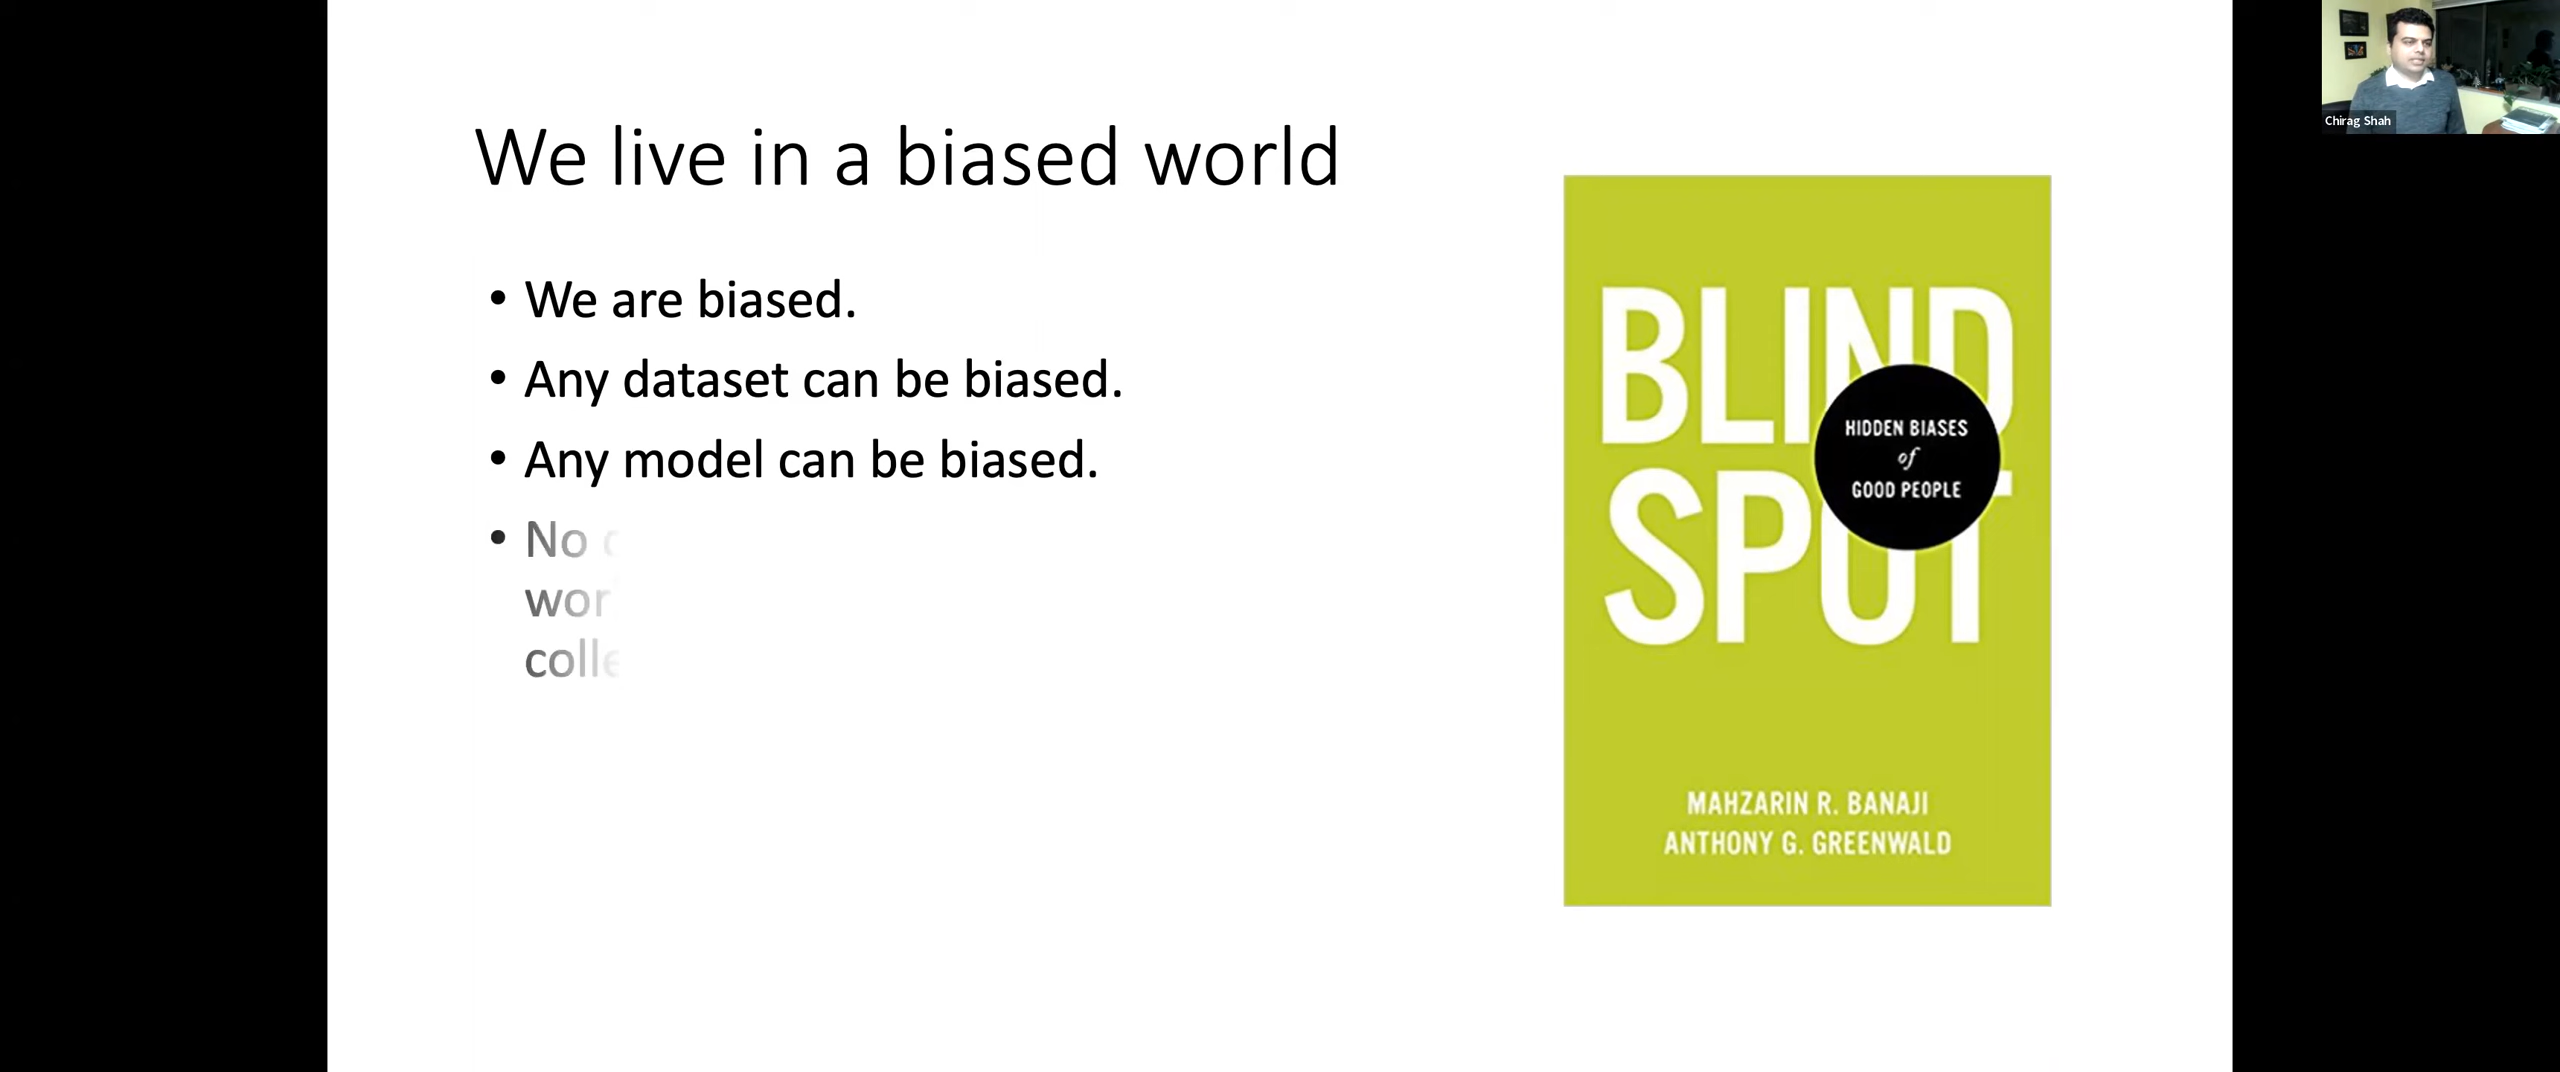 We live in a biased world
• We are biased.
• Any dataset can be biased.
• Any model can be biased.
• No
BLIND
SPOT
HIDDEN BIASES
of
GOOD PEOPLE
MAHZARIN R. BANAJI
ANTHONY G. GREENWALD
Chirag Shah